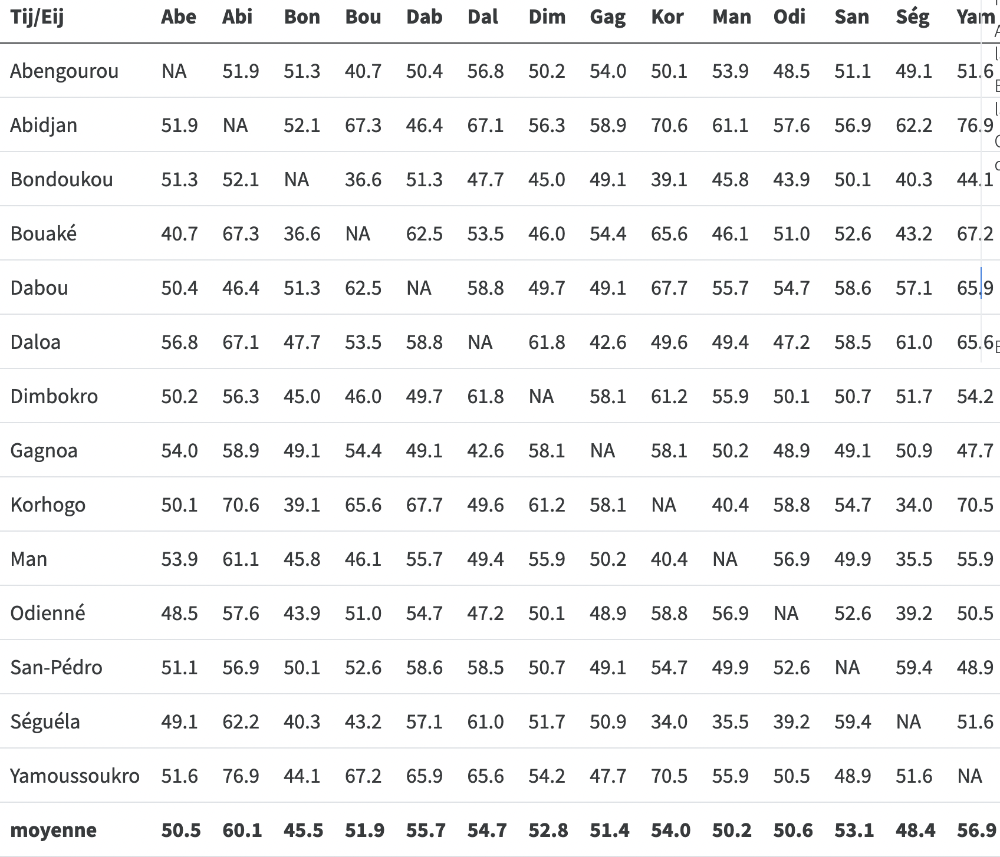 Tij/Eij Abe Abi Bon Bou Dab Dal Dim Gag Kor Man Odi San Ség Yam
Abengourou NA 51.9 51.3 40.7 50.4 56.8 50.2 54.0 50.1 53.9 48.5 51.1 49.1 51.6
Abidjan 51.9 NA 52.1 67.3 46.4 67.1 56.3 58.9 70.6 61.1 57.6 56.9 62.2 76.9
Bondoukou 51.3 52.1 NA 36.6 51.3 47.7 45.0 49.1 39.1 45.8 43.9 50.1 40.3 44.1
Bouaké 40.7 67.3 36.6 NA 62.5 53.5 46.0 54.4 65.6 46.1 51.0 52.6 43.2 67.2
Dabou 50.4 46.4 51.3 62.5 NA 58.8 49.7 49.1 67.7 55.7 54.7 58.6 57.1 65.9
Daloa 56.8 67.1 47.7 53.5 58.8 NA 61.8 42.6 49.6 49.4 47.2 58.5 61.0 65.6
Dimbokro 50.2 56.3 45.0 46.0 49.7 61.8 NA 58.1 61.2 55.9 50.1 50.7 51.7 54.2
Gagnoa 54.0 58.9 49.1 54.4 49.1 42.6 58.1 NA 58.1 50.2 48.9 49.1 50.9 47.7
Korhogo 50.1 70.6 39.1 65.6 67.7 49.6 61.2 58.1 NA 40.4 58.8 54.7 34.0 70.5
Man 53.9 61.1 45.8 46.1 55.7 49.4 55.9 50.2 40.4 NA 56.9 49.9 35.5 55.9
Odienné 48.5 57.6 43.9 51.0 54.7 47.2 50.1 48.9 58.8 56.9 NA 52.6 39.2 50.5
San-Pédro 51.1 56.9 50.1 52.6 58.6 58.5 50.7 49.1 54.7 49.9 52.6 NA 59.4 48.9
Séguéla 49.1 62.2 40.3 43.2 57.1 61.0 51.7 50.9 34.0 35.5 39.2 59.4 NA 51.6
Yamoussoukro 51.6 76.9 44.1 67.2 65.9 65.6 54.2 47.7 70.5 55.9 50.5 48.9 51.6 NA
moyenne 50.5 60.1 45.5 51.9 55.7 54.7 52.8 51.4 54.0 50.2 50.6 53.1 48.4 56.9